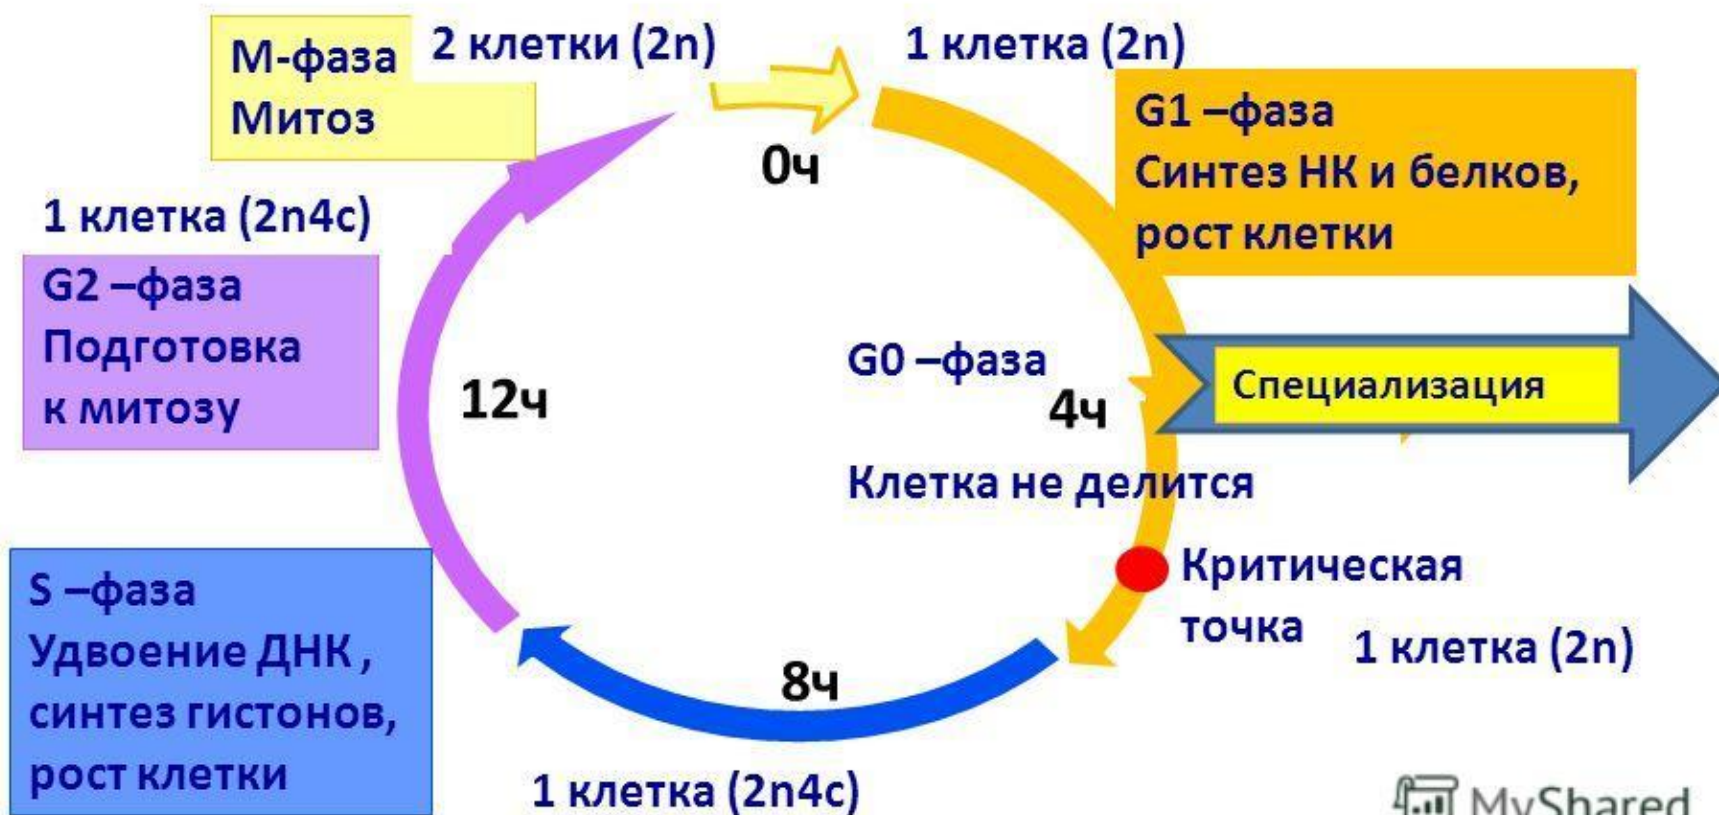 М-фаза
Митоз
2 клетки (2n)
1 клетка (2n)
0ч
G1 –фаза
Синтез НК и белков,
рост клетки
1 клетка (2n4c)
G2 –фаза
Подготовка
к митозу
12ч
G0 –фаза
4ч
Специализация
Клетка не делится
Критическая
точка
1 клетка (2n)
S –фаза
Удвоение ДНК ,
синтез гистонов,
рост клетки
8ч
1 клетка (2n4c)
MyShared